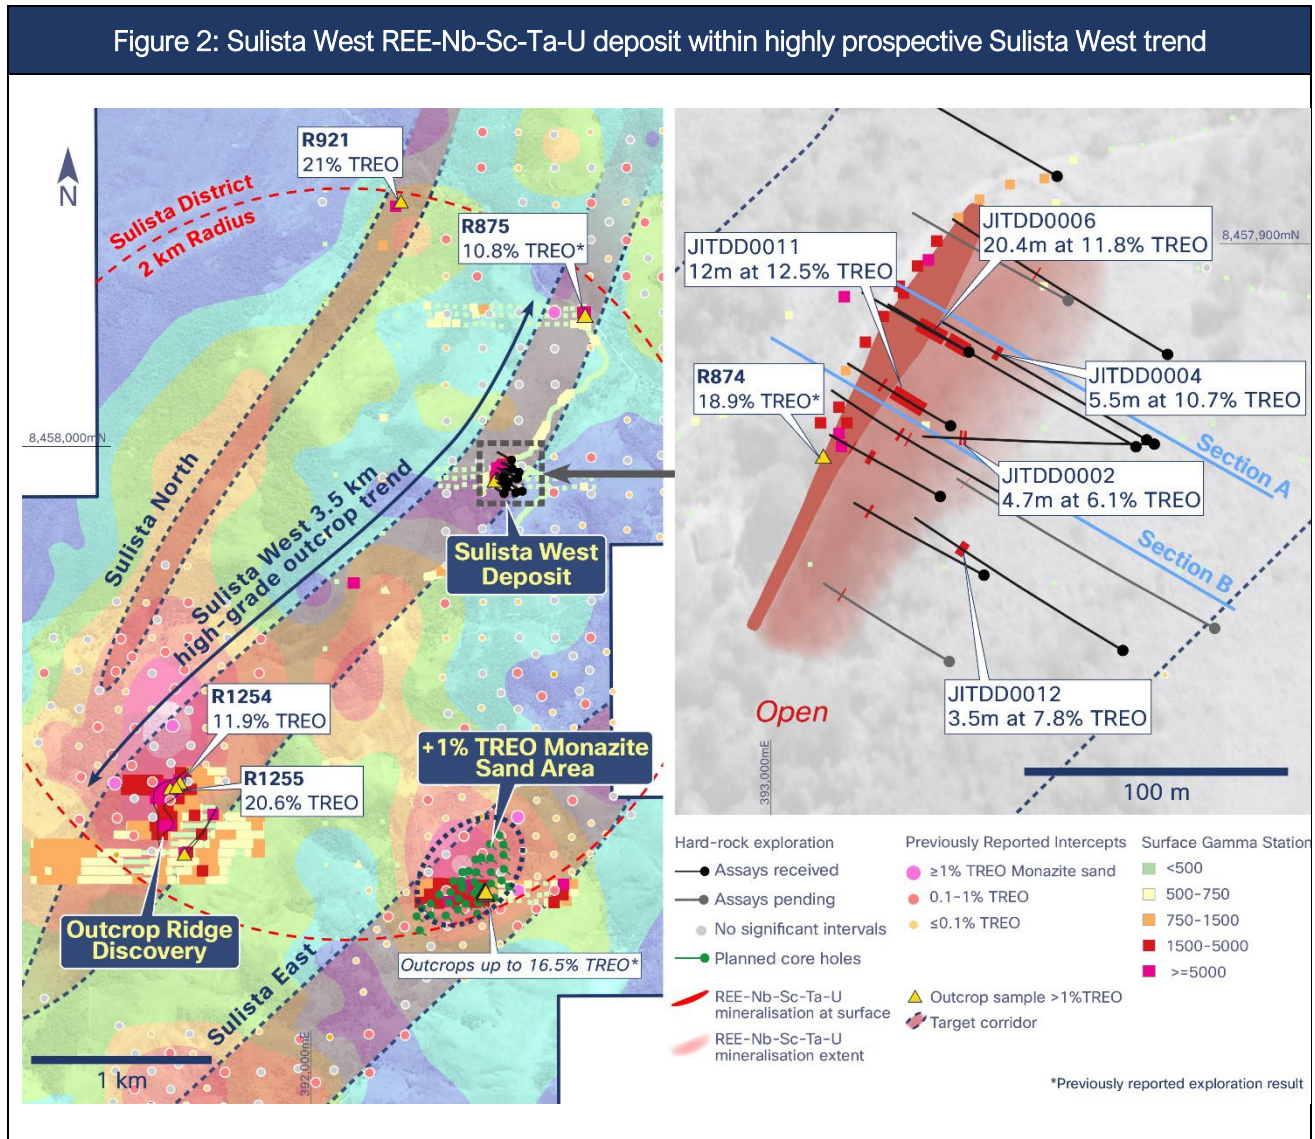 Figure 2: Sulista West REE-Nb-Sc-Ta-U deposit within highly prospective Sulista West trend
N
Sulista District
2 km Radius
R921
21% TREO
R875
10.8% TREO*
8,458,000mN
Sulista North
Sulista West 3.5 km
high-grade outcrop trend
Sulista West
Deposit
R1254
11.9% TREO
R1255
20.6% TREO
+1% TREO Monazite
Sand Area
Outcrop Ridge
Discovery
Outcrops up to 16.5% TREO*
Sulista East
392,000mE
1 km
JITDD0006
20.4m at 11.8% TREO
8,457,900mN
JITDD0011
12m at 12.5% TREO
R874
18.9% TREO*
JITDD0004
5.5m at 10.7% TREO
Section A
JITDD0002
4.7m at 6.1% TREO
Section B
JITDD0012
3.5m at 7.8% TREO
Open
393,000mE
100 m
Hard-rock exploration
Assays received
Assays pending
No significant intervals
Planned core holes
REE-Nb-Sc-Ta-U
mineralisation at surface
REE-Nb-Sc-Ta-U
mineralisation extent
Previously Reported Intercepts
≥1% TREO Monazite sand
0.1-1% TREO
≤0.1% TREO
Outcrop sample >1%TREO
Target corridor
Surface Gamma Station
<500
500-750
750-1500
1500-5000
>=5000
*Previously reported exploration result